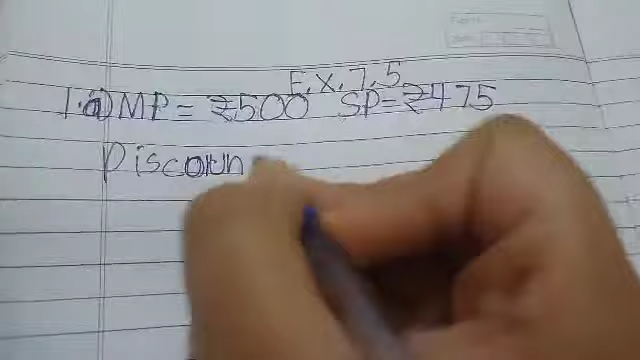 Ex. 7.5
1.a) MP = ₹500 SP = ₹475
Discoun